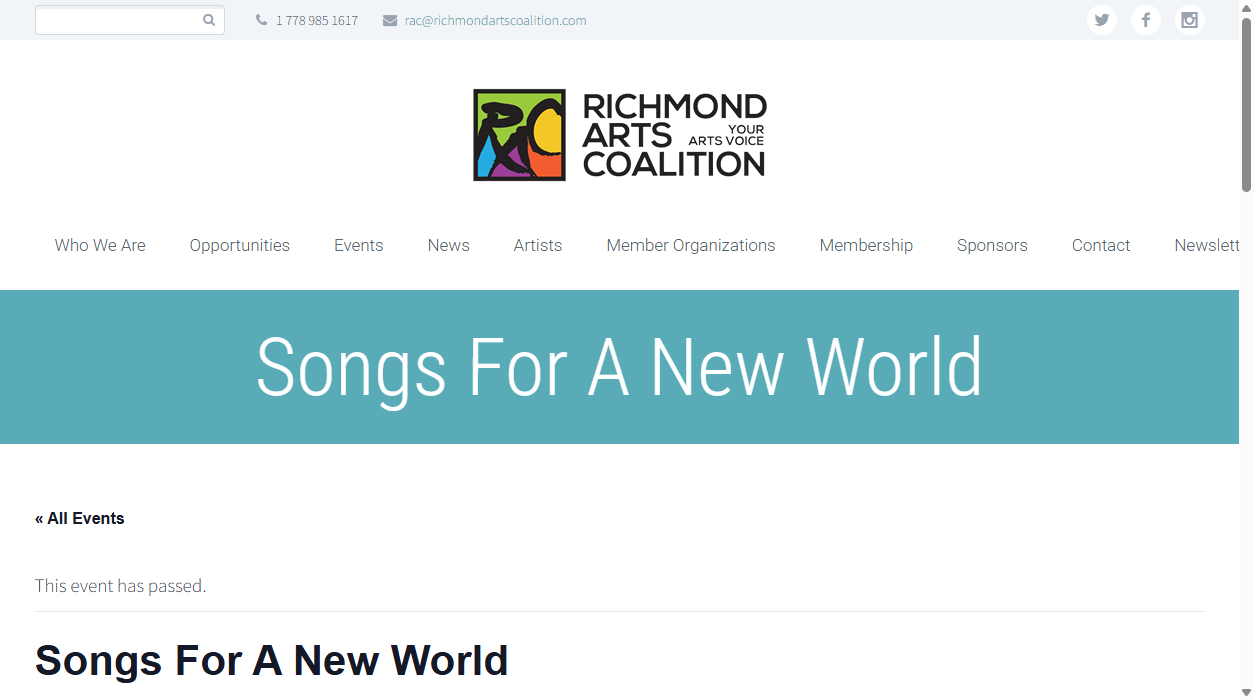 1 778 985 1617 rac@richmondartscoalition.com
RICHMOND
ARTS YOUR ARTS VOICE
COALITION
Who We Are Opportunities Events News Artists Member Organizations Membership Sponsors Contact Newslett
Songs For A New World
« All Events
This event has passed.
Songs For A New World